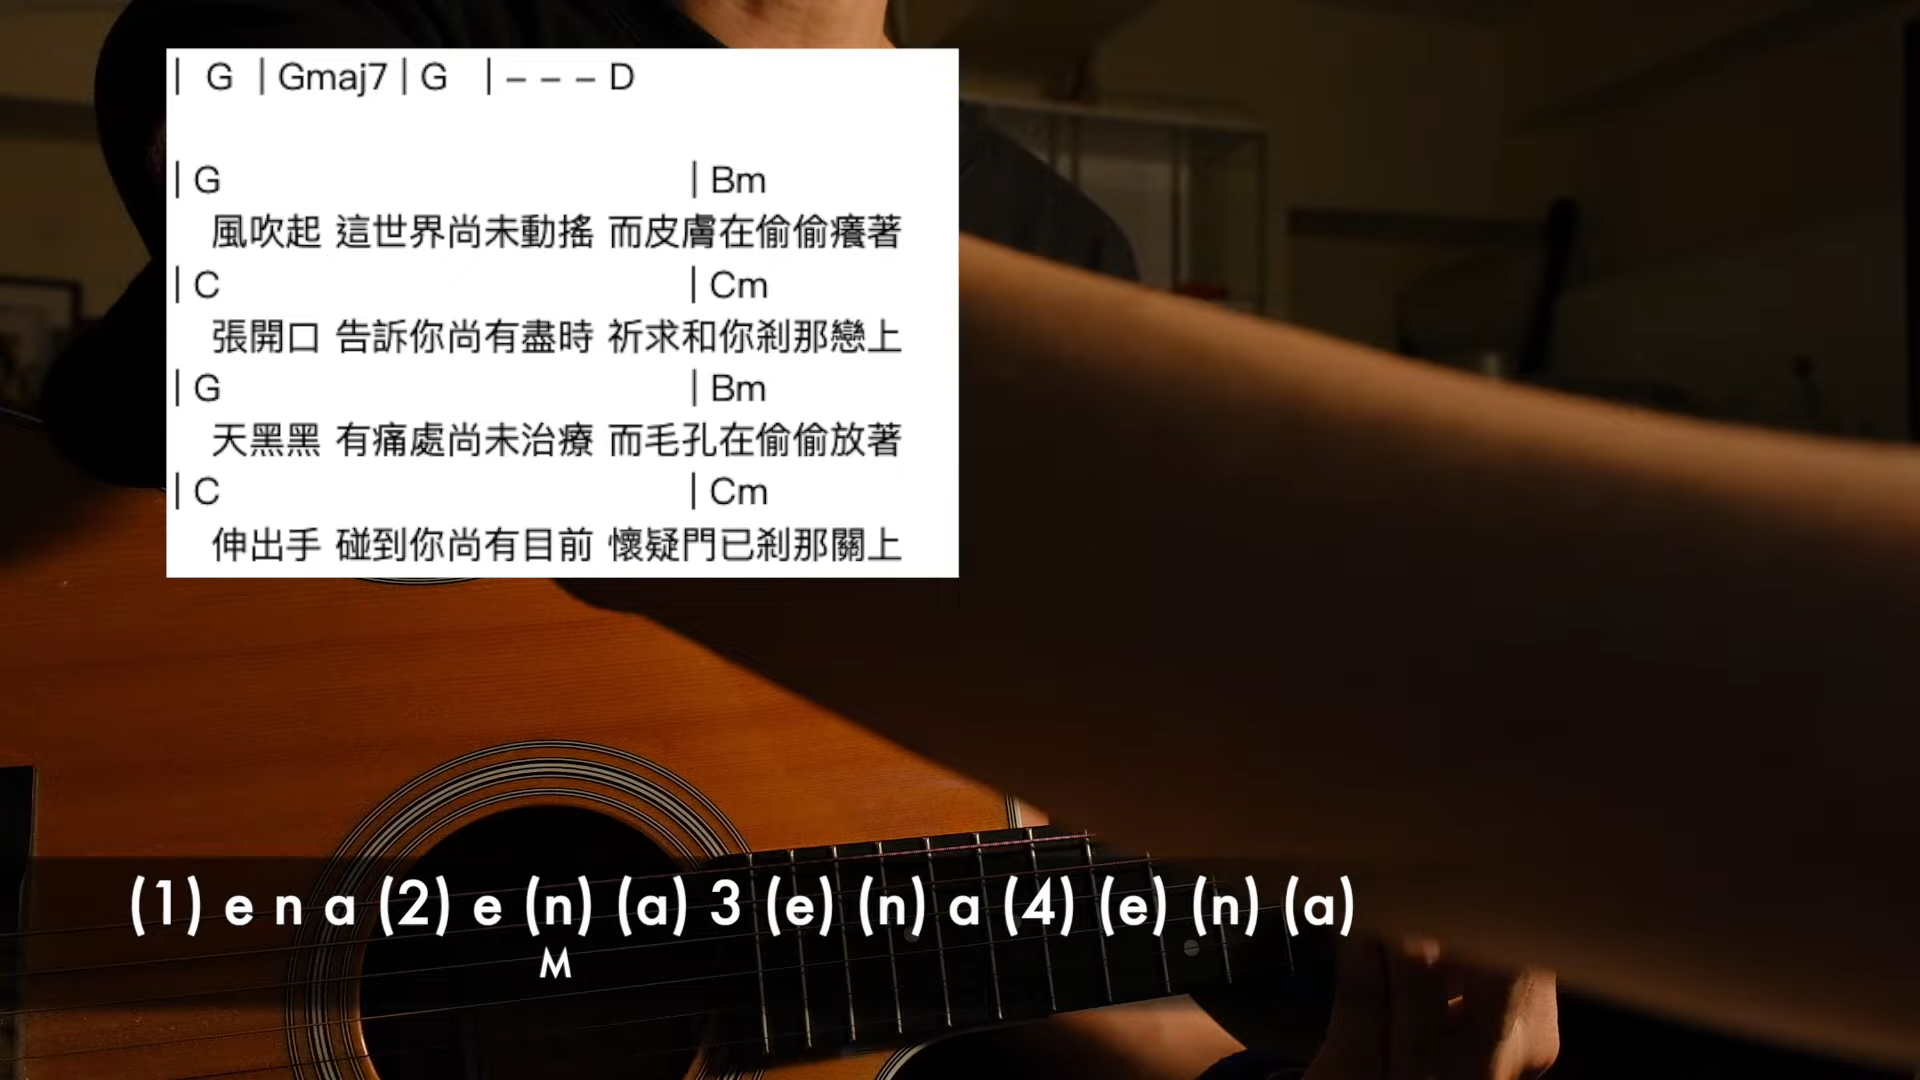 | G | Gmaj7 | G | – – – D
| G | Bm
風吹起 這世界尚未動搖 而皮膚在偷偷癢著
| C | Cm
張開口 告訴你尚有盡時 祈求和你剎那戀上
| G | Bm
天黑黑 有痛處尚未治療 而毛孔在偷偷放著
| C | Cm
伸出手 碰到你尚有目前 懷疑門已剎那關上
(1) e n a (2) e (n) (a) 3 (e) (n) a (4) (e) (n) (a)
M